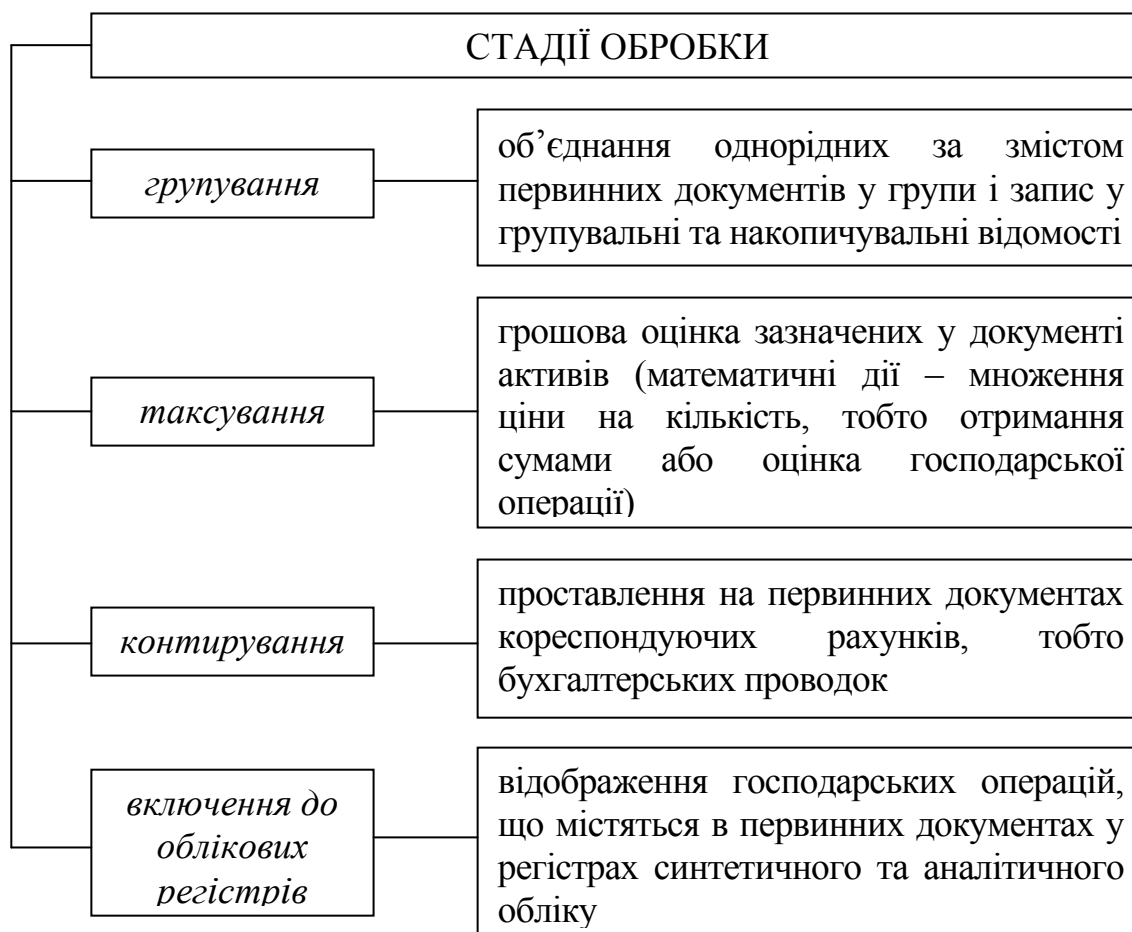 СТАДІЇ ОБРОБКИ
групування
об’єднання однорідних за змістом
первинних документів у групи і запис у
групувальні та накопичувальні відомості
таксування
грошова оцінка зазначених у документі
активів (математичні дії – множення
ціни на кількість, тобто отримання
сумами або оцінка господарської
операції)
контирування
проставлення на первинних документах
кореспондуючих рахунків, тобто
бухгалтерських проводок
включення до
облікових
регістрів
відображення господарських операцій,
що містяться в первинних документах у
регістрах синтетичного та аналітичного
обліку